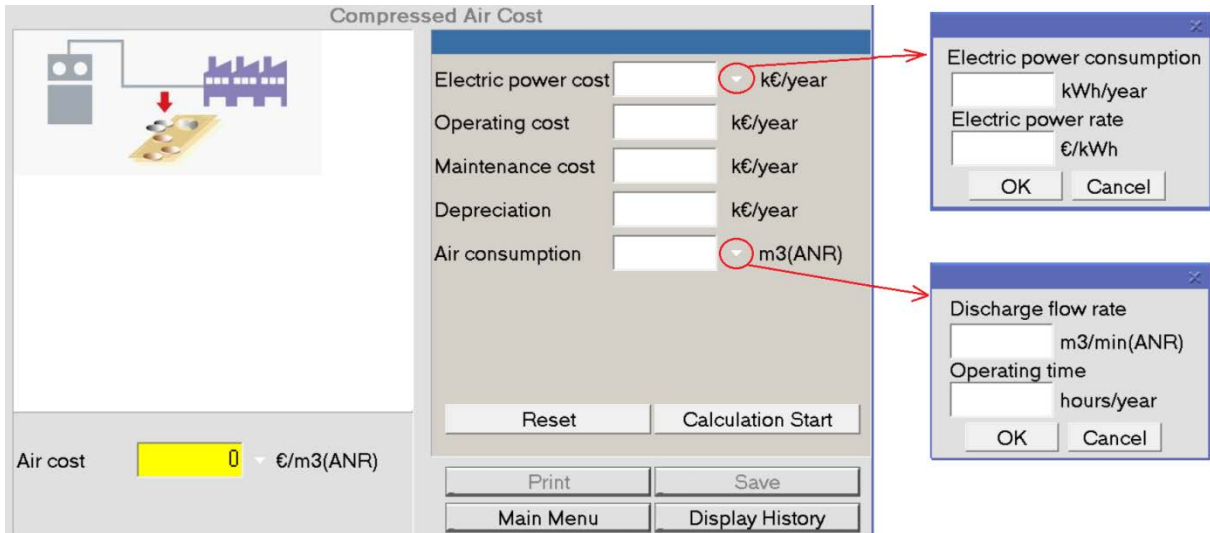 Compressed Air Cost
Electric power cost k€/year
Operating cost k€/year
Maintenance cost k€/year
Depreciation k€/year
Air consumption m3(ANR)
Reset Calculation Start
Air cost 0 €/m3(ANR)
Print Save
Main Menu Display History
Electric power consumption
kWh/year
Electric power rate
€/kWh
OK Cancel
Discharge flow rate
m3/min(ANR)
Operating time
hours/year
OK Cancel